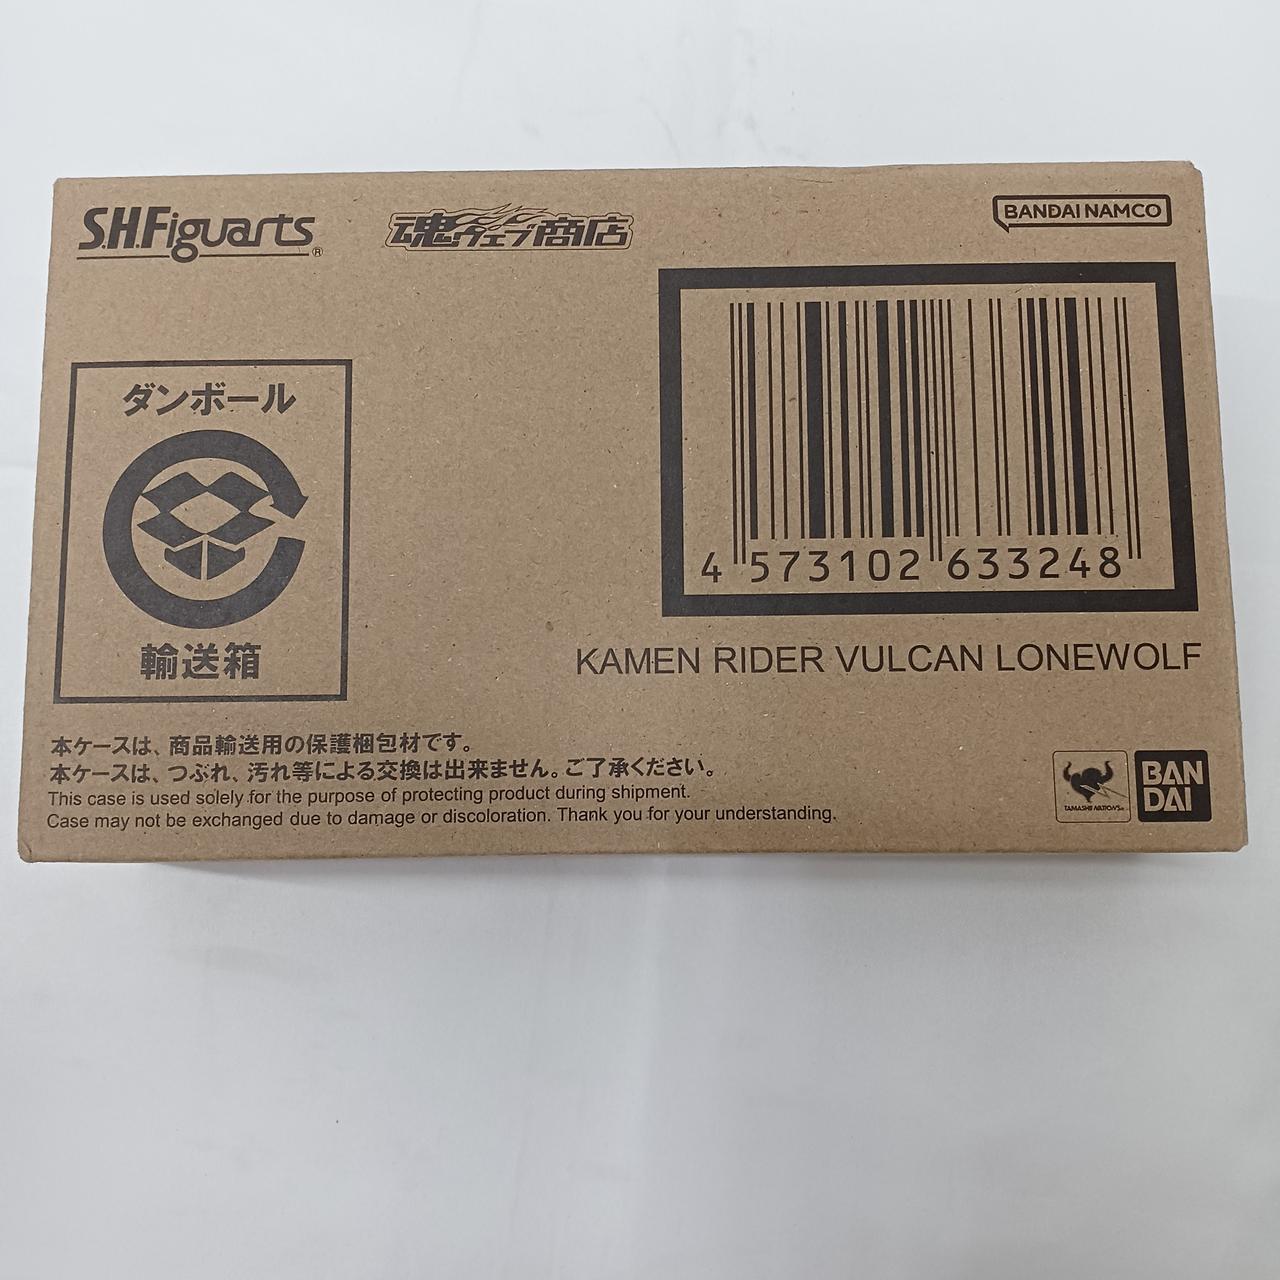 S.H.Figuarts®
魂ウェブ商店
BANDAI NAMCO
ダンボール
輸送箱
4 573102 633248
KAMEN RIDER VULCAN LONEWOLF
本ケースは、商品輸送用の保護梱包材です。
本ケースは、つぶれ、汚れ等による交換は出来ません。ご了承ください。
This case is used solely for the purpose of protecting product during shipment.
Case may not be exchanged due to damage or discoloration. Thank you for your understanding.
TAMASHII NATIONS®
BAN
DAI